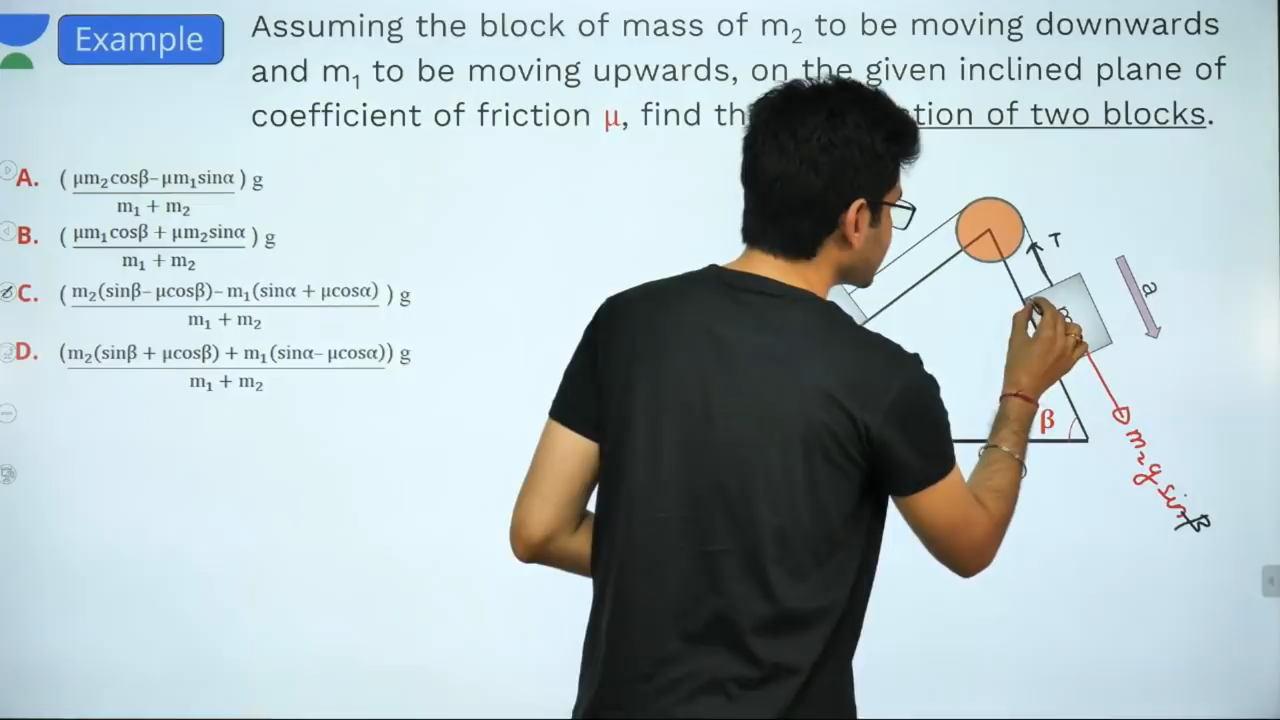 Example
Assuming the block of mass of m₂ to be moving downwards
and m₁ to be moving upwards, on the given inclined plane of
coefficient of friction μ, find th tion of two blocks.
A. ( μm₂cosβ–μm₁sinα ) g
m₁ + m₂
B. ( μm₁cosβ + μm₂sinα ) g
m₁ + m₂
C. ( m₂(sinβ– μcosβ)– m₁(sinα + μcosα) ) g
m₁ + m₂
D. (m₂(sinβ + μcosβ) + m₁(sinα– μcosα)) g
m₁ + m₂
T
a
β
m₂g sinβ